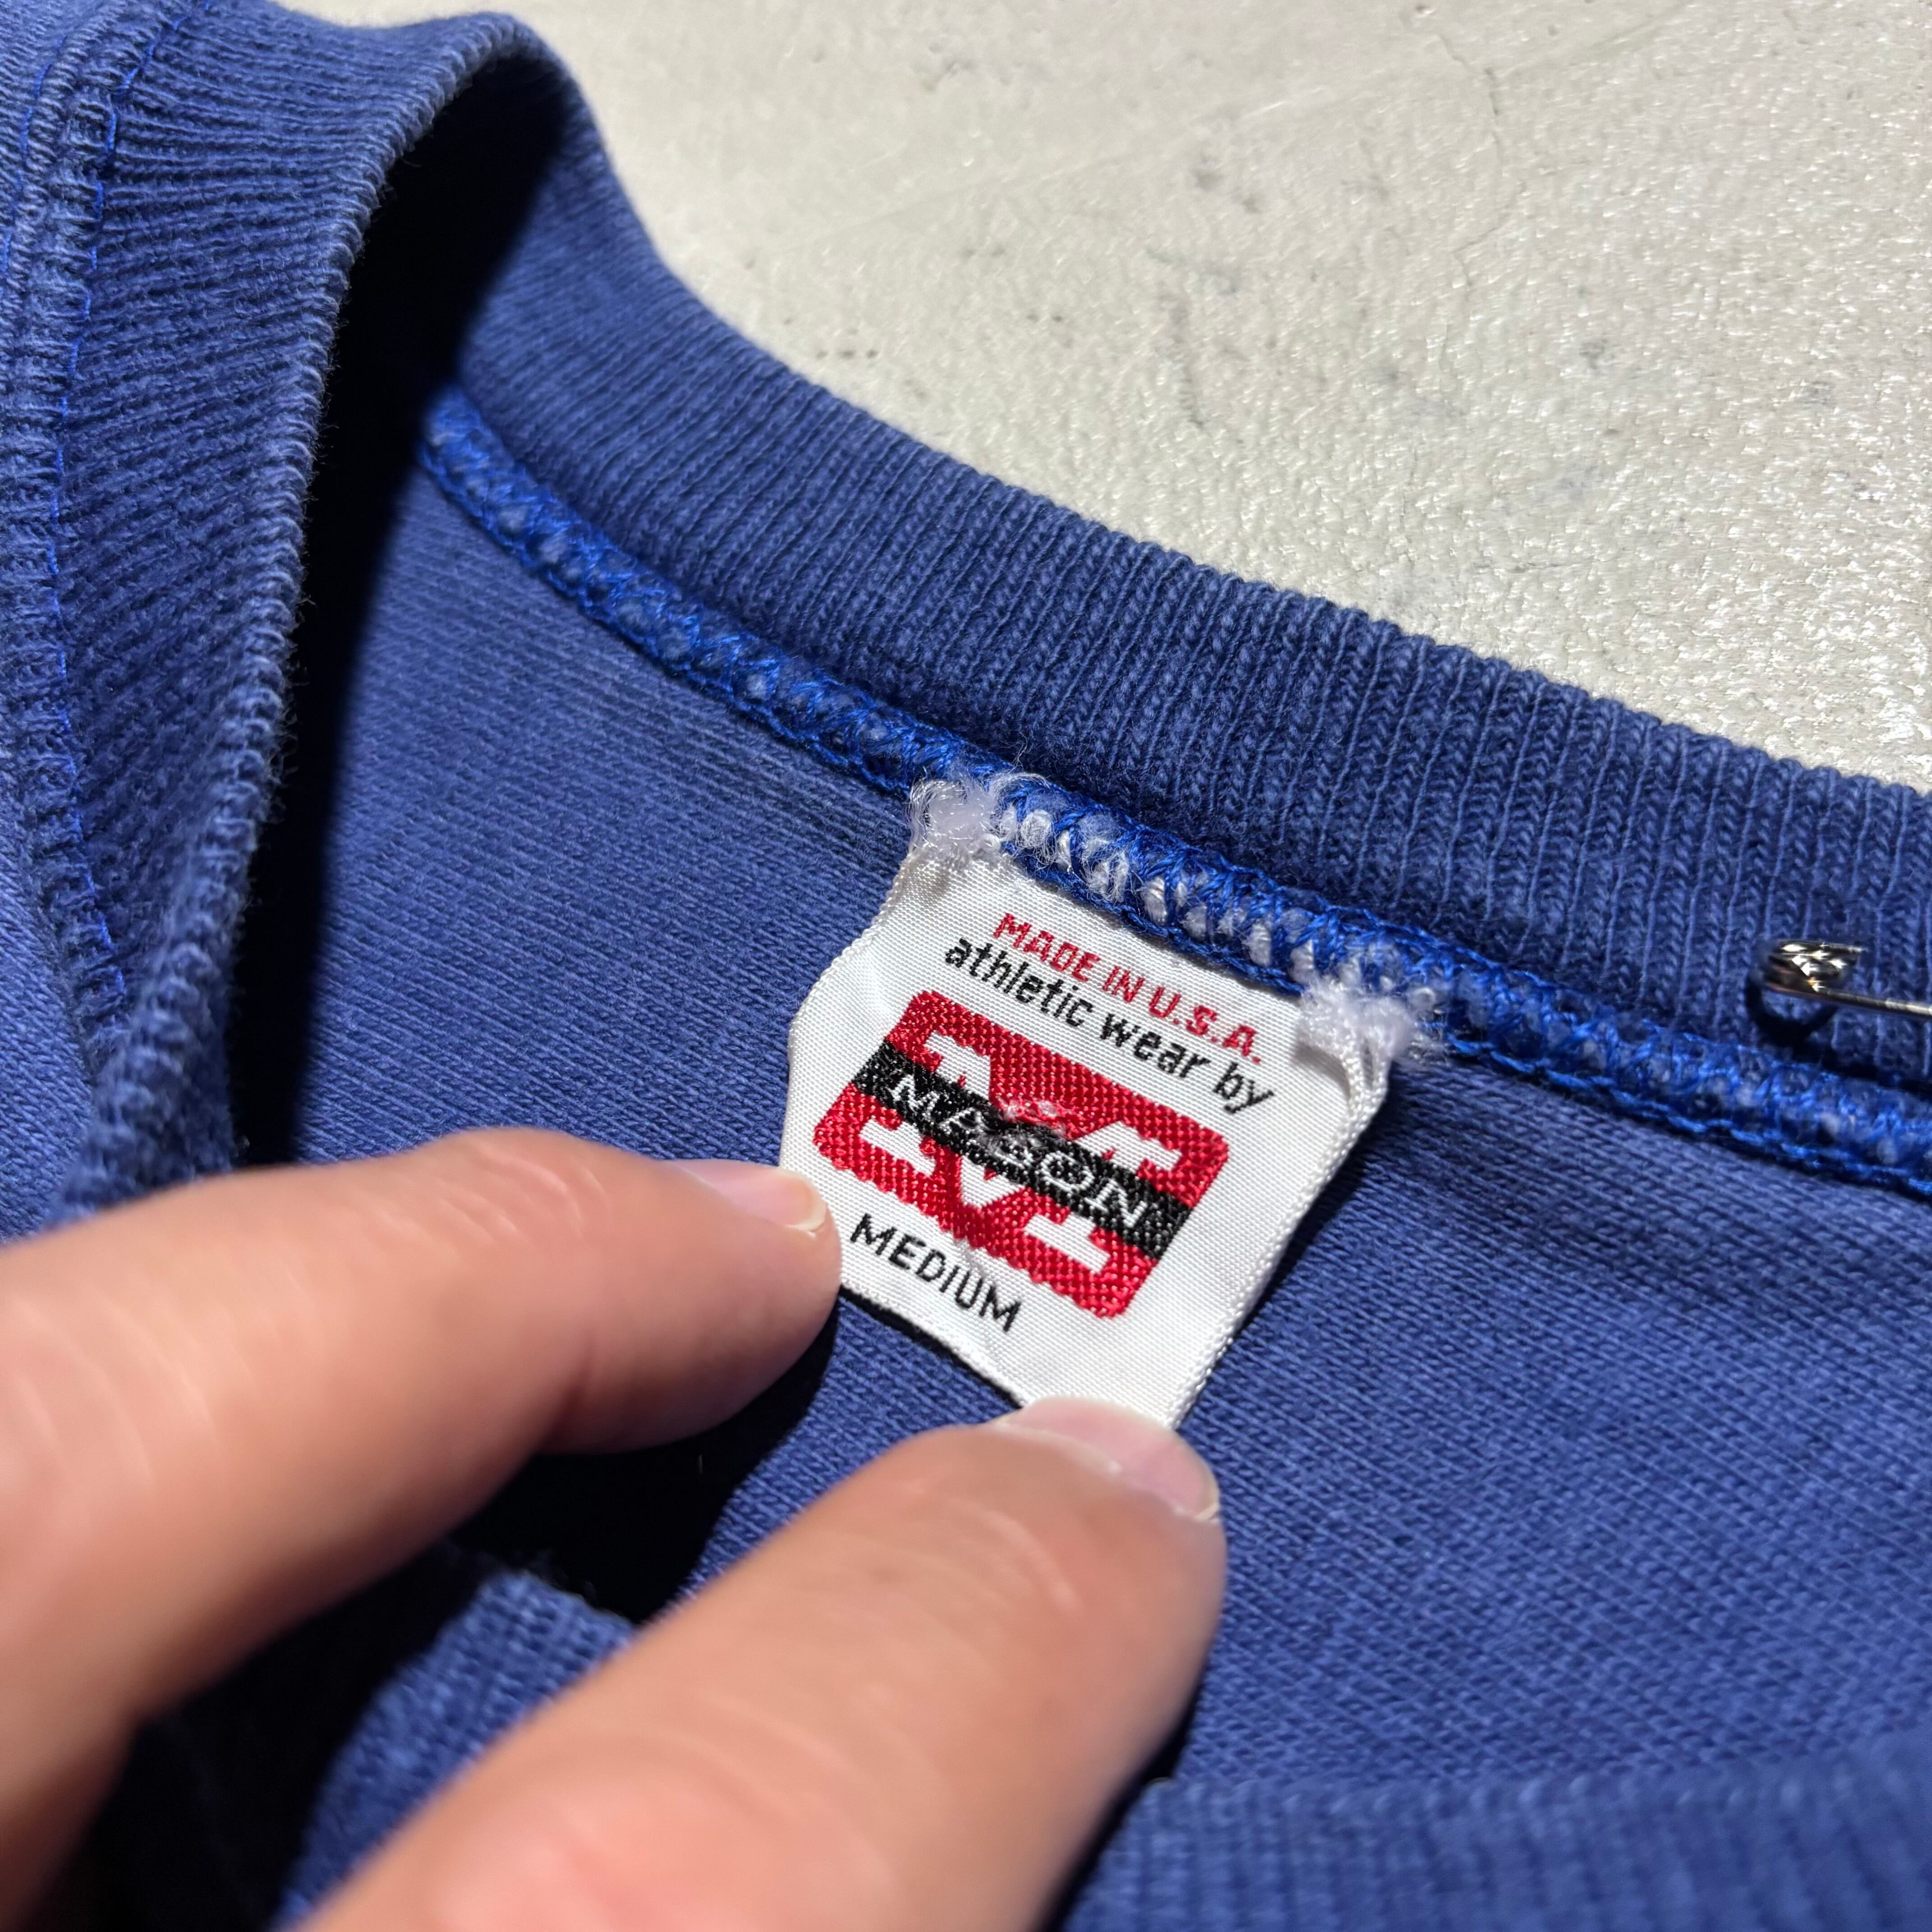 MADE IN U.S.A.
athletic wear by
M
MASON
MEDIUM